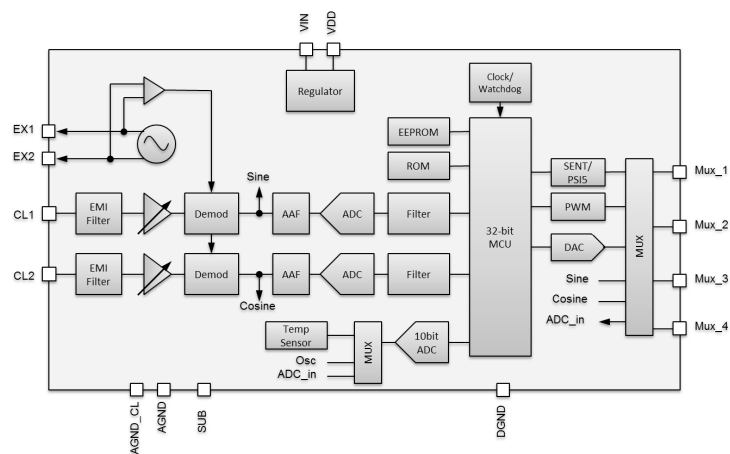 VIN
VDD
Regulator
Clock/
Watchdog
EX1
EX2
EEPROM
ROM
Sine
CL1
EMI
Filter
Demod
AAF
ADC
Filter
32-bit
MCU
SENT/
PSI5
PWM
DAC
MUX
Mux_1
Mux_2
Mux_3
Mux_4
CL2
EMI
Filter
Demod
AAF
ADC
Filter
Cosine
Sine
Cosine
ADC_in
Temp
Sensor
Osc
ADC_in
MUX
10bit
ADC
AGND_CL
AGND
SUB
DGND